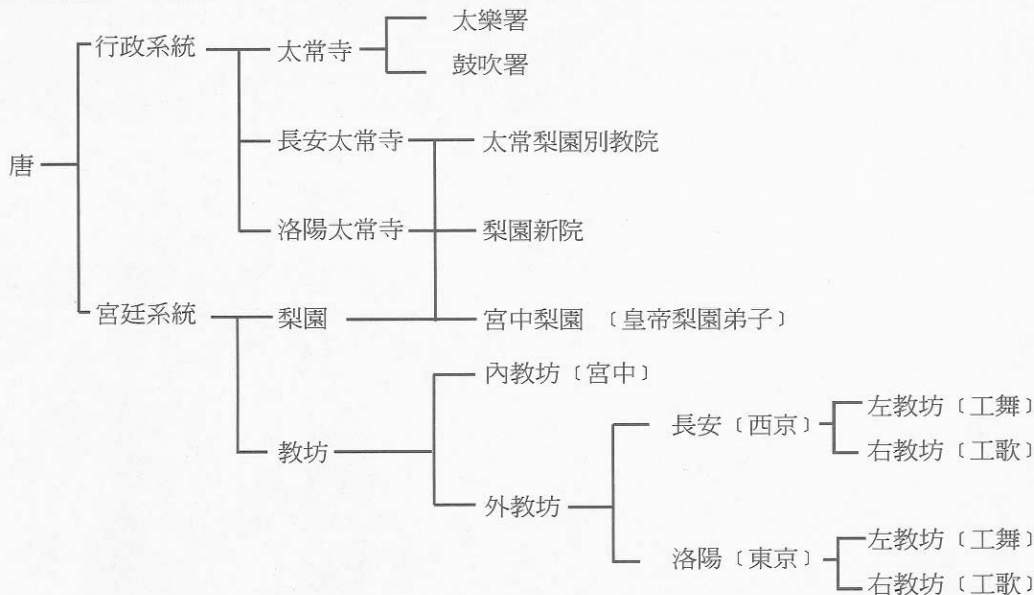 太樂署
行政系統 太常寺
鼓吹署
長安太常寺 太常梨園別教院
唐
洛陽太常寺 梨園新院
宮廷系統 梨園 宮中梨園 〔皇帝梨園弟子〕
內教坊〔宮中〕
左教坊〔工舞〕
長安〔西京〕
教坊 右教坊〔工歌〕
外教坊
左教坊〔工舞〕
洛陽〔東京〕
右教坊〔工歌〕